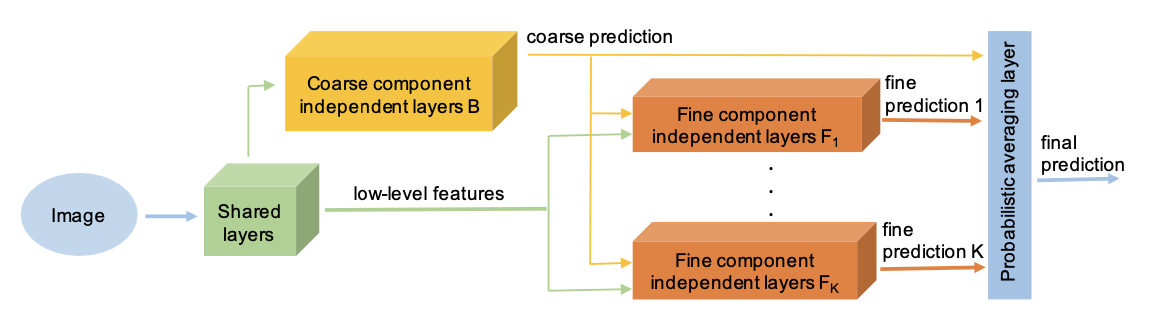 coarse prediction
Coarse component
independent layers B
fine
prediction 1
Fine component
independent layers F₁
Probabilistic averaging layer
final
prediction
low-level features
Image
Shared
layers
fine
prediction K
Fine component
independent layers Fₖ